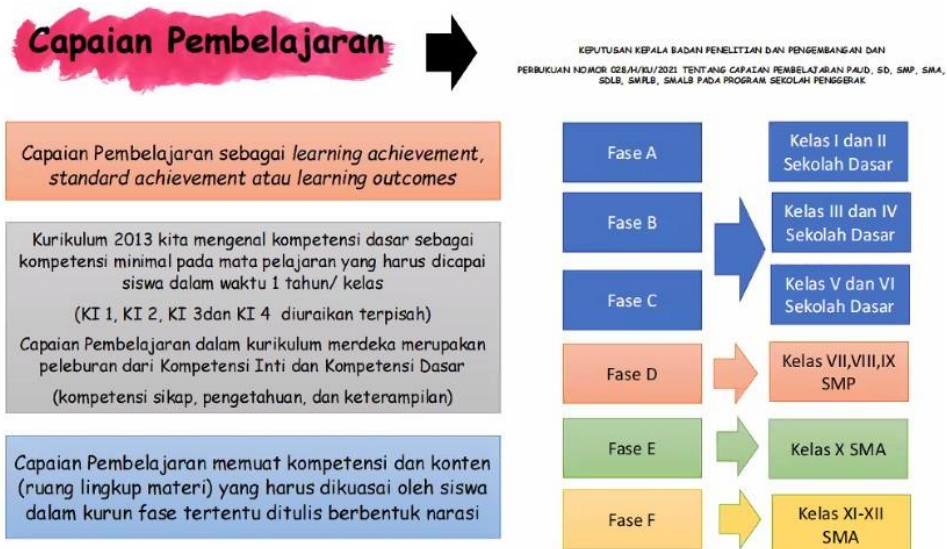 Capaian Pembelajaran
KEPUTUSAN KEPALA BADAN PENELITIAN DAN PENGEMBANGAN DAN
PERBUKUAN NOMOR 028/H/KU/2021 TENTANG CAPAIAN PEMBELAJARAN PAUD, SD, SMP, SMA,
SDLB, SMPLB, SMALB PADA PROGRAM SEKOLAH PENGGERAK
Capaian Pembelajaran sebagai learning achievement,
standard achievement atau learning outcomes
Kurikulum 2013 kita mengenal kompetensi dasar sebagai
kompetensi minimal pada mata pelajaran yang harus dicapai
siswa dalam waktu 1 tahun/ kelas
(KI 1, KI 2, KI 3dan KI 4 diuraikan terpisah)
Capaian Pembelajaran dalam kurikulum merdeka merupakan
peleburan dari Kompetensi Inti dan Kompetensi Dasar
(kompetensi sikap, pengetahuan, dan keterampilan)
Capaian Pembelajaran memuat kompetensi dan konten
(ruang lingkup materi) yang harus dikuasai oleh siswa
dalam kurun fase tertentu ditulis berbentuk narasi
Fase A
Kelas I dan II
Sekolah Dasar
Fase B
Kelas III dan IV
Sekolah Dasar
Fase C
Kelas V dan VI
Sekolah Dasar
Fase D
Kelas VII,VIII,IX
SMP
Fase E
Kelas X SMA
Fase F
Kelas XI-XII
SMA